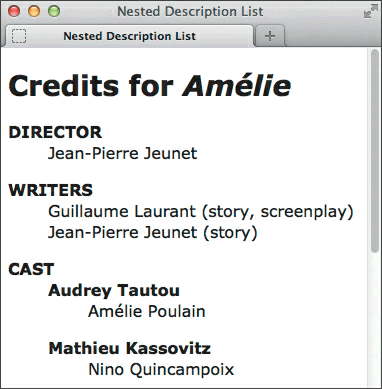 Nested Description List
Nested Description List
Credits for Amélie
DIRECTOR
Jean-Pierre Jeunet
WRITERS
Guillaume Laurant (story, screenplay)
Jean-Pierre Jeunet (story)
CAST
Audrey Tautou
Amélie Poulain
Mathieu Kassovitz
Nino Quincampoix